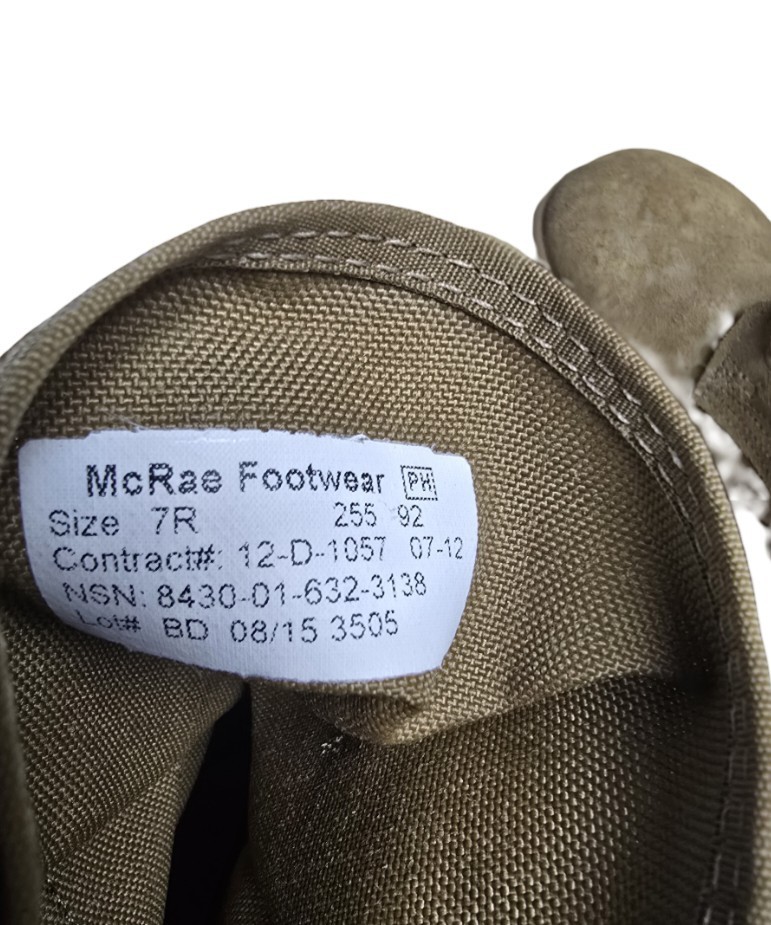 McRae Footwear PH
Size 7R 255 92
Contract#: 12-D-1057 07-12
NSN: 8430-01-632-3138
Lot# BD 08/15 3505